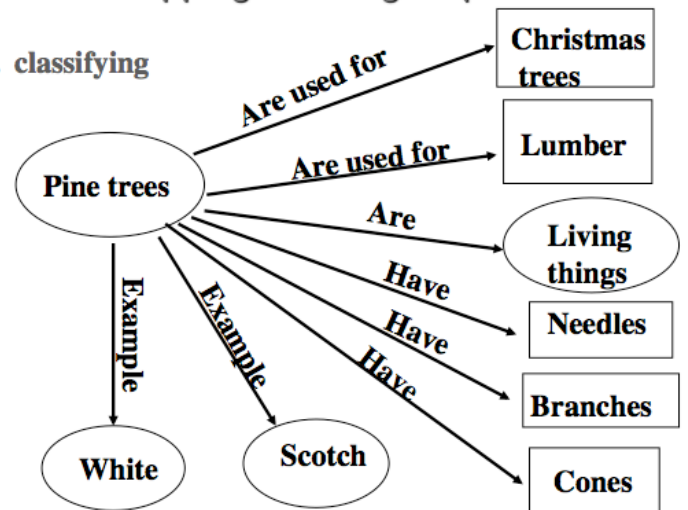 classifying
Are used for
Christmas
trees
Are used for
Lumber
Pine trees
Are
Living
things
Have
Needles
Have
Branches
Have
Cones
Example
Example
White
Scotch